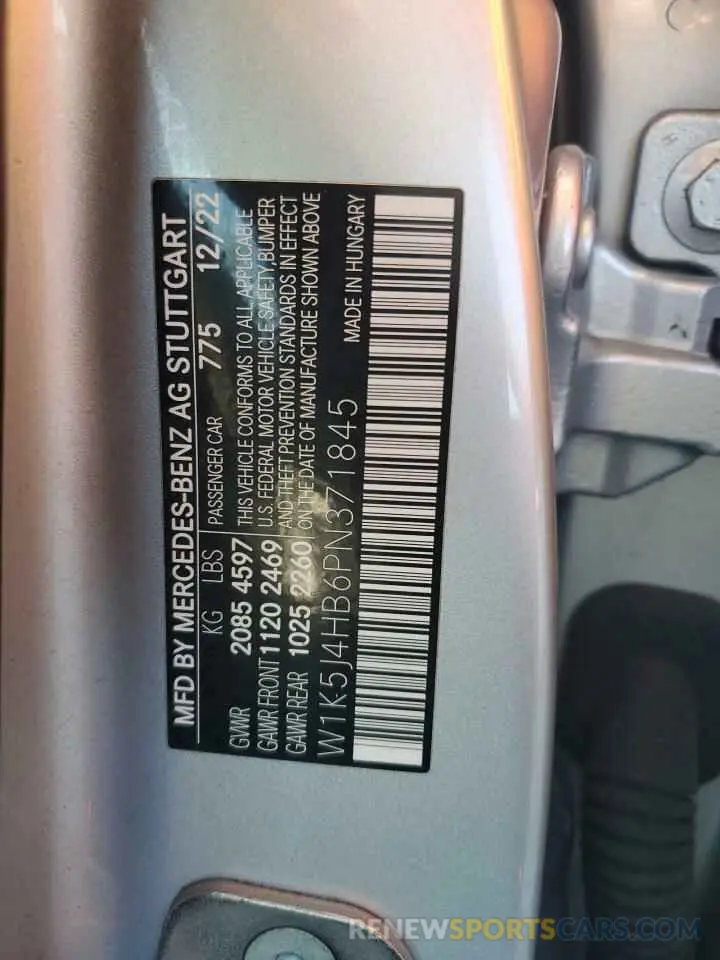 MFD BY MERCEDES-BENZ AG STUTTGART
KG LBS PASSENGER CAR 775 12/22
GVWR 2085 4597 THIS VEHICLE CONFORMS TO ALL APPLICABLE
GAWR FRONT 1120 2469 U.S. FEDERAL MOTOR VEHICLE SAFETY, BUMPER
GAWR REAR 1025 2260 AND THEFT PREVENTION STANDARDS IN EFFECT
ON THE DATE OF MANUFACTURE SHOWN ABOVE
W1K5J4HB6PN371845 MADE IN HUNGARY
RENEWSPORTSCARS.COM